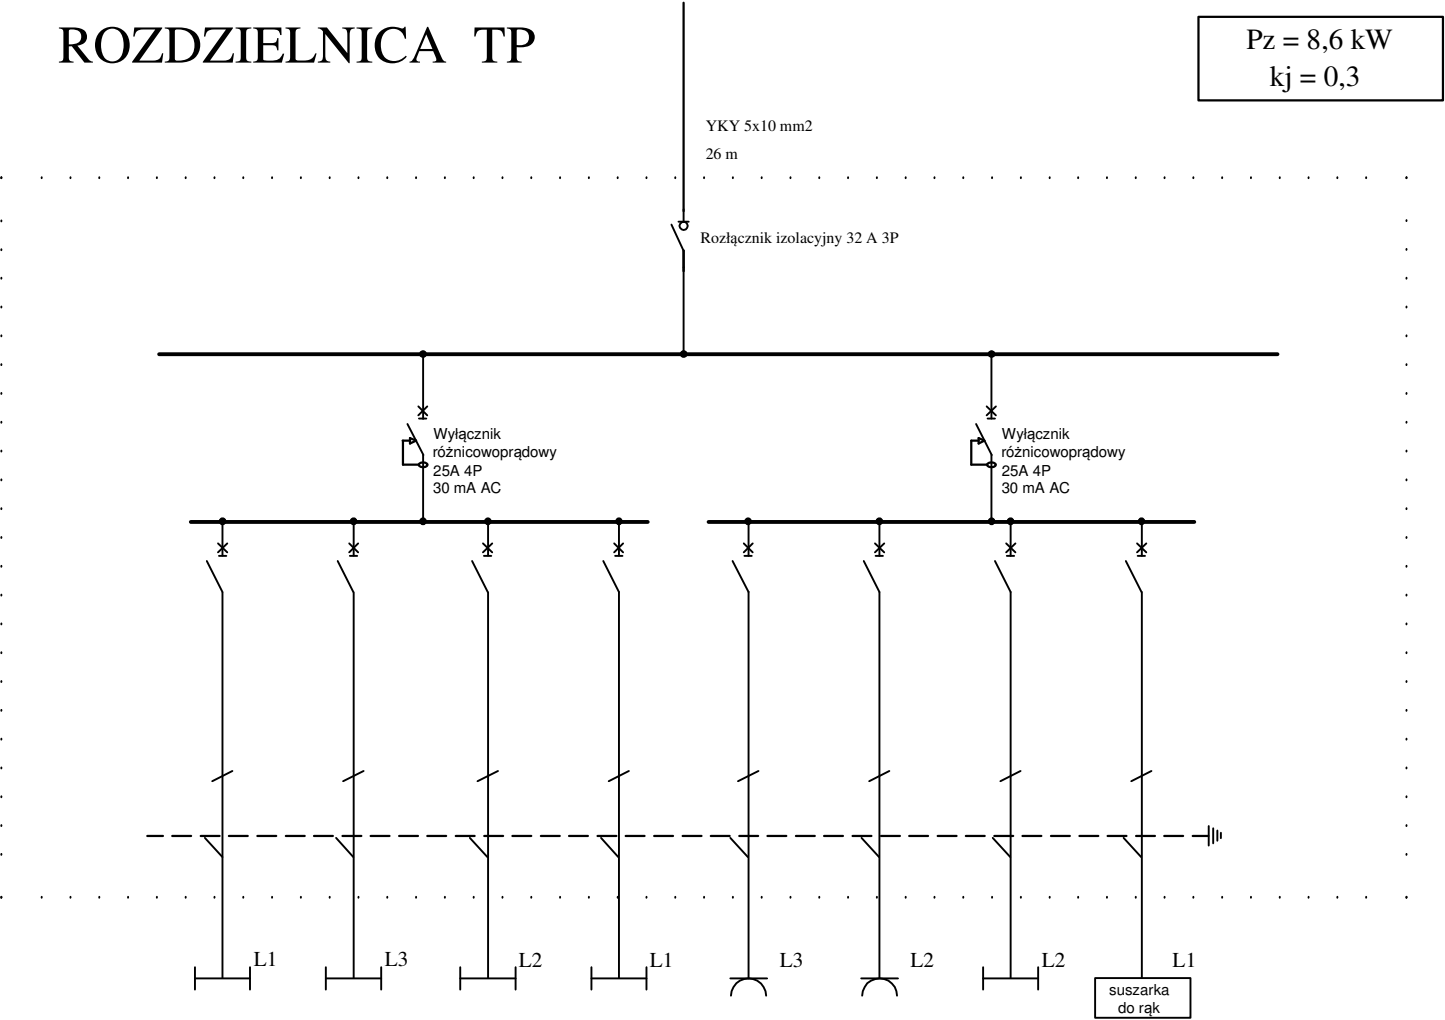 ROZDZIELNICA TP
Pz = 8,6 kW
kj = 0,3
YKY 5x10 mm2
26 m
Rozłącznik izolacyjny 32 A 3P
Wyłącznik
różnicowoprądowy
25A 4P
30 mA AC
Wyłącznik
różnicowoprądowy
25A 4P
30 mA AC
L1
L3
L2
L1
L3
L2
L2
L1
suszarka
do rąk